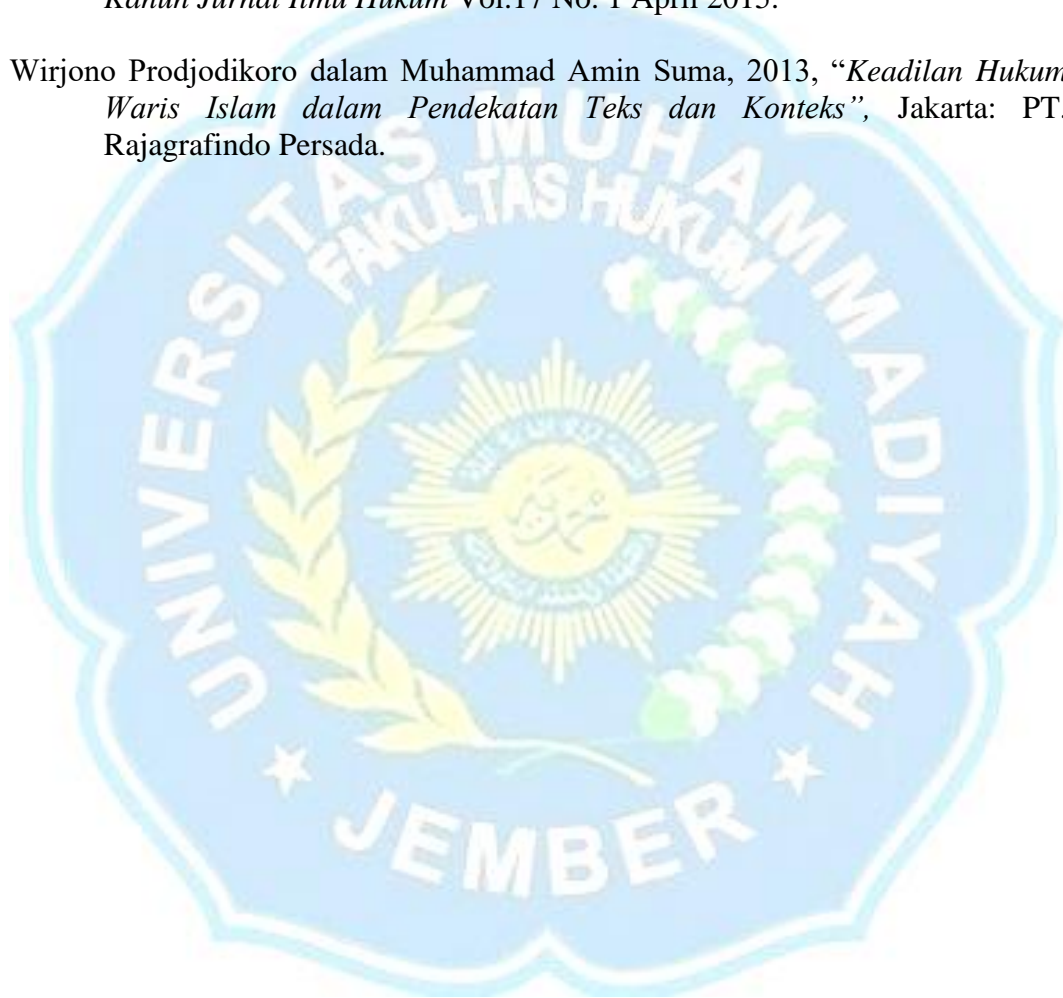 Kanun Jurnal Ilmu Hukum Vol.17 No. 1 April 2015.
Wirjono Prodjodikoro dalam Muhammad Amin Suma, 2013, “Keadilan Hukum
Waris Islam dalam Pendekatan Teks dan Konteks”, Jakarta: PT.
Rajagrafindo Persada.
UNIVERSITAS MUHAMMADIYAH
FAKULTAS HUKUM
JEMBER